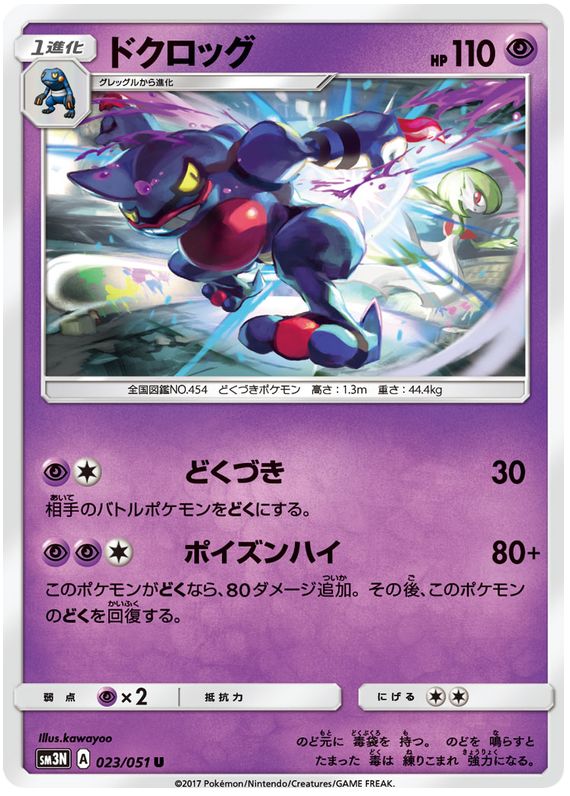 1進化
ドクロッグ
HP 110
グレッグルから進化
全国図鑑NO.454 どくづきポケモン 高さ:1.3m 重さ:44.4kg
どくづき 30
相手のバトルポケモンをどくにする。
ポイズンハイ 80+
このポケモンがどくなら、80ダメージ追加。その後、このポケモン
のどくを回復する。
弱点 ×2 抵抗力 にげる
Illus.kawayoo
SM3N A 023/051 U
のど元に 毒袋を 持つ。 のどを 鳴らすと
たまった 毒は 練りこまれ 強力になる。
©2017 Pokémon/Nintendo/Creatures/GAME FREAK.